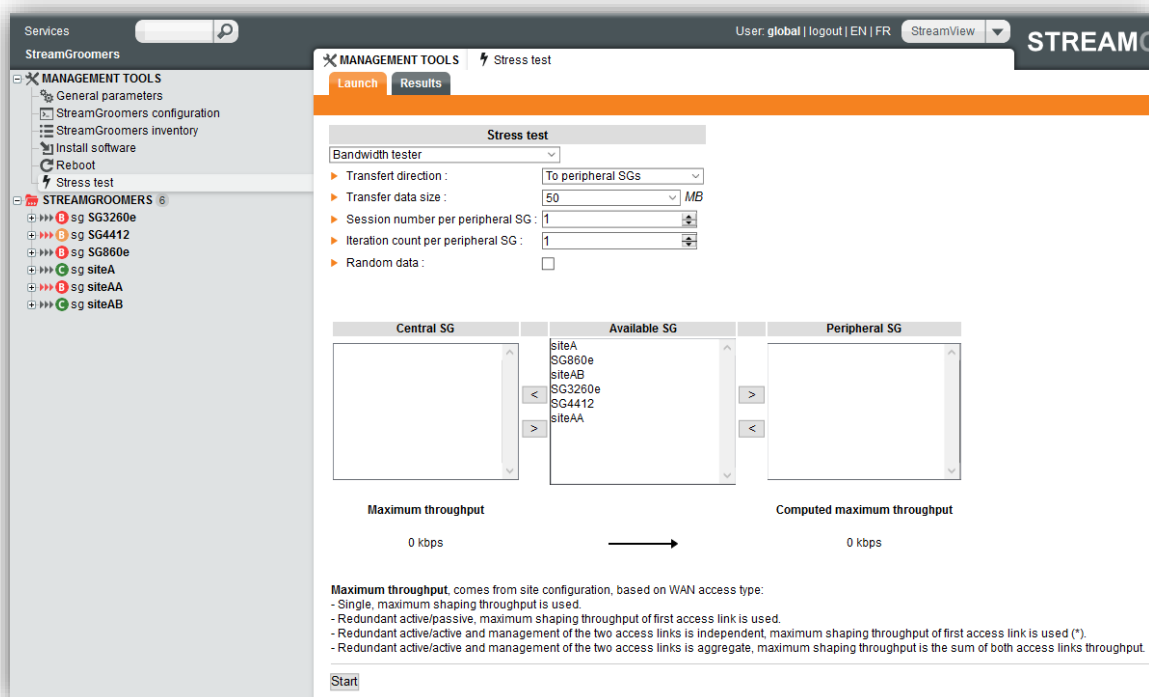 Services
User: global | logout | EN | FR StreamView
STREAM
StreamGroomers
MANAGEMENT TOOLS
General parameters
StreamGroomers configuration
StreamGroomers inventory
Install software
Reboot
Stress test
STREAMGROOMERS 6
B sg SG3260e
B sg SG4412
B sg SG860e
C sg siteA
B sg siteAA
C sg siteAB
MANAGEMENT TOOLS Stress test
Launch Results
Stress test
Bandwidth tester
Transfert direction : To peripheral SGs
Transfer data size : 50 MB
Session number per peripheral SG : 1
Iteration count per peripheral SG : 1
Random data :
Central SG Available SG Peripheral SG
siteA
SG860e
siteAB
< SG3260e >
SG4412
> siteAA <
Maximum throughput Computed maximum throughput
0 kbps 0 kbps
Maximum throughput, comes from site configuration, based on WAN access type:
- Single, maximum shaping throughput is used.
- Redundant active/passive, maximum shaping throughput of first access link is used.
- Redundant active/active and management of the two access links is independent, maximum shaping throughput of first access link is used (*).
- Redundant active/active and management of the two access links is aggregate, maximum shaping throughput is the sum of both access links throughput.
Start